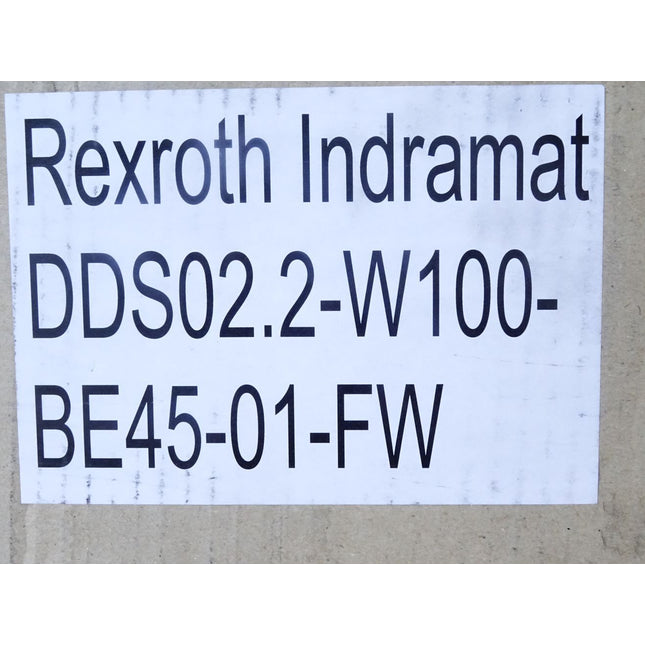 Rexroth Indramat
DDS02.2-W100-
BE45-01-FW